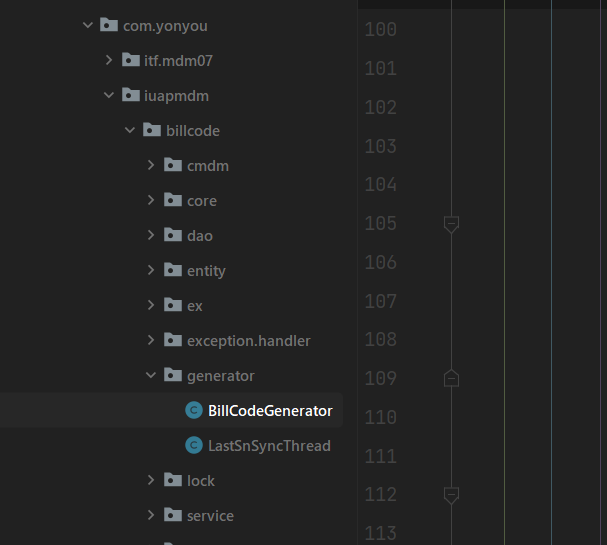 com.yonyou
itf.mdm07
iuapmdm
billcode
cmdm
core
dao
entity
ex
exception.handler
generator
C BillCodeGenerator
C LastSnSyncThread
lock
service
100
101
102
103
104
105
106
107
108
109
110
111
112
113